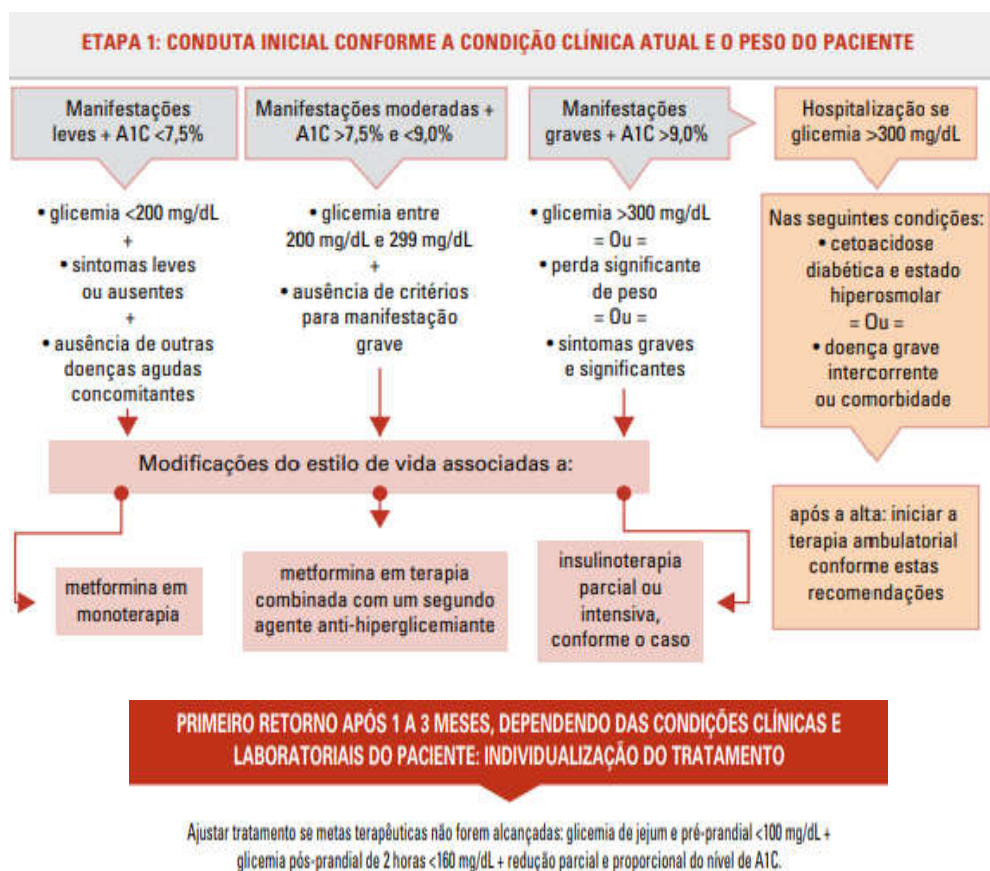 ETAPA 1: CONDUTA INICIAL CONFORME A CONDIÇÃO CLÍNICA ATUAL E O PESO DO PACIENTE
Manifestações
leves + A1C <7,5%
Manifestações moderadas +
A1C >7,5% e <9,0%
Manifestações
graves + A1C >9,0%
Hospitalização se
glicemia >300 mg/dL
• glicemia <200 mg/dL
+
• sintomas leves
ou ausentes
+
• ausência de outras
doenças agudas
concomitantes
• glicemia entre
200 mg/dL e 299 mg/dL
+
• ausência de critérios
para manifestação
grave
• glicemia >300 mg/dL
= Ou =
• perda significante
de peso
= Ou =
• sintomas graves
e significantes
Nas seguintes condições:
• cetoacidose
diabética e estado
hiperosmolar
= Ou =
• doença grave
intercorrente
ou comorbidade
Modificações do estilo de vida associadas a:
metformina em
monoterapia
metformina em terapia
combinada com um segundo
agente anti-hiperglicemiante
insulinoterapia
parcial ou
intensiva,
conforme o caso
após a alta: iniciar a
terapia ambulatorial
conforme estas
recomendações
PRIMEIRO RETORNO APÓS 1 A 3 MESES, DEPENDENDO DAS CONDIÇÕES CLÍNICAS E
LABORATORIAIS DO PACIENTE: INDIVIDUALIZAÇÃO DO TRATAMENTO
Ajustar tratamento se metas terapêuticas não forem alcançadas: glicemia de jejum e pré-prandial <100 mg/dL +
glicemia pós-prandial de 2 horas <160 mg/dL + redução parcial e proporcional do nível de A1C.